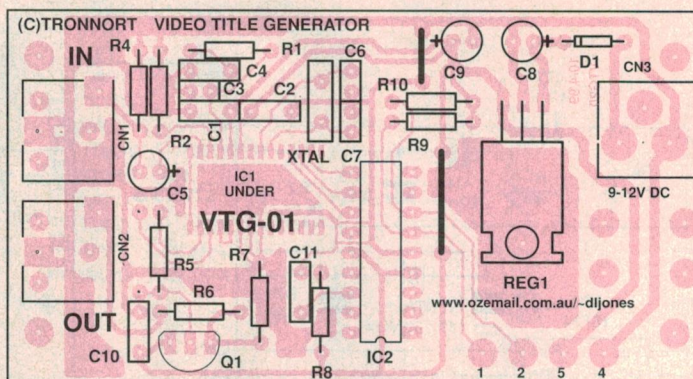 (C)TRONNORT VIDEO TITLE GENERATOR
IN
R4
R1
C6
C4
C3
C2
C1
R2
CN1
XTAL
C7
C9
C8
D1
CN3
R10
R9
9-12V DC
C5
IC1
UNDER
VTG-01
CN2
R5
R7
C11
R6
REG1
www.ozemail.com.au/~dljones
OUT
C10
Q1
R8
IC2
1 2 5 4